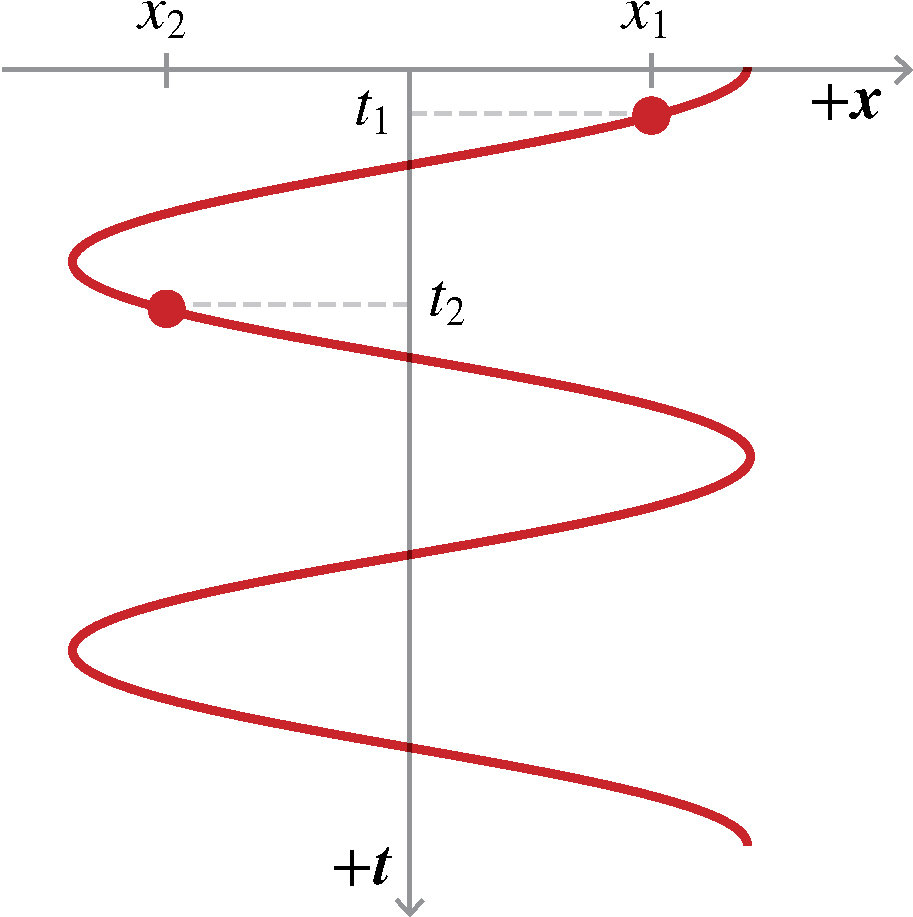 x₂
x₁
+x
t₁
t₂
+t